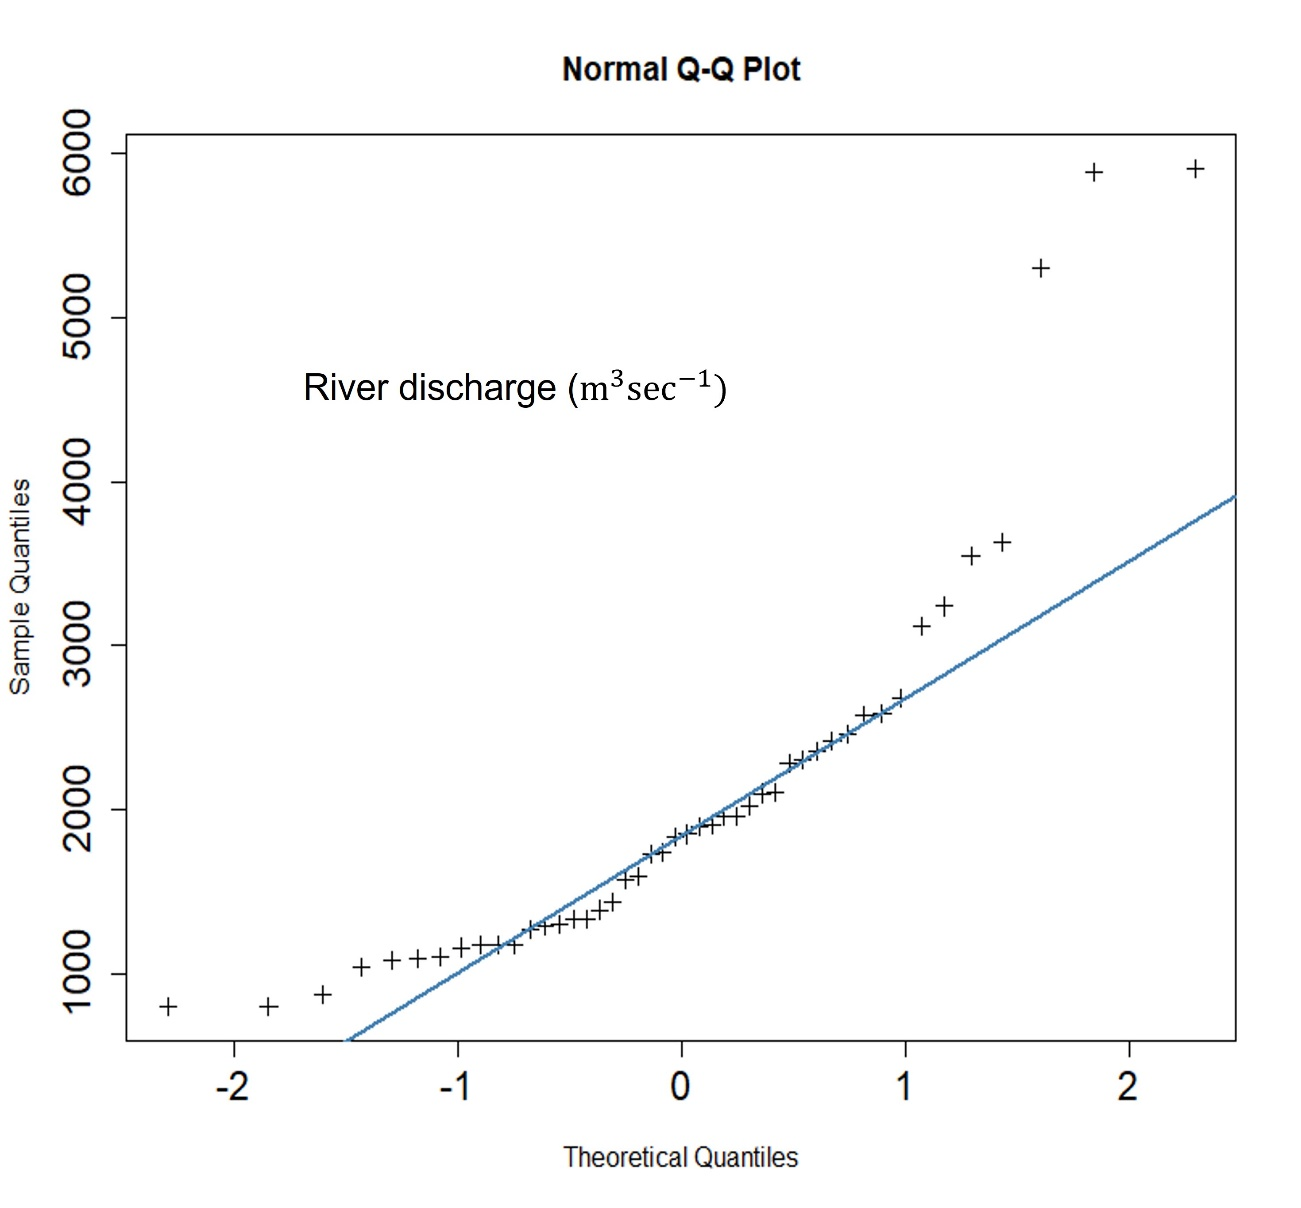 Normal Q-Q Plot
6000
5000
4000
3000
2000
1000
Sample Quantiles
River discharge (m³sec⁻¹)
-2 -1 0 1 2
Theoretical Quantiles